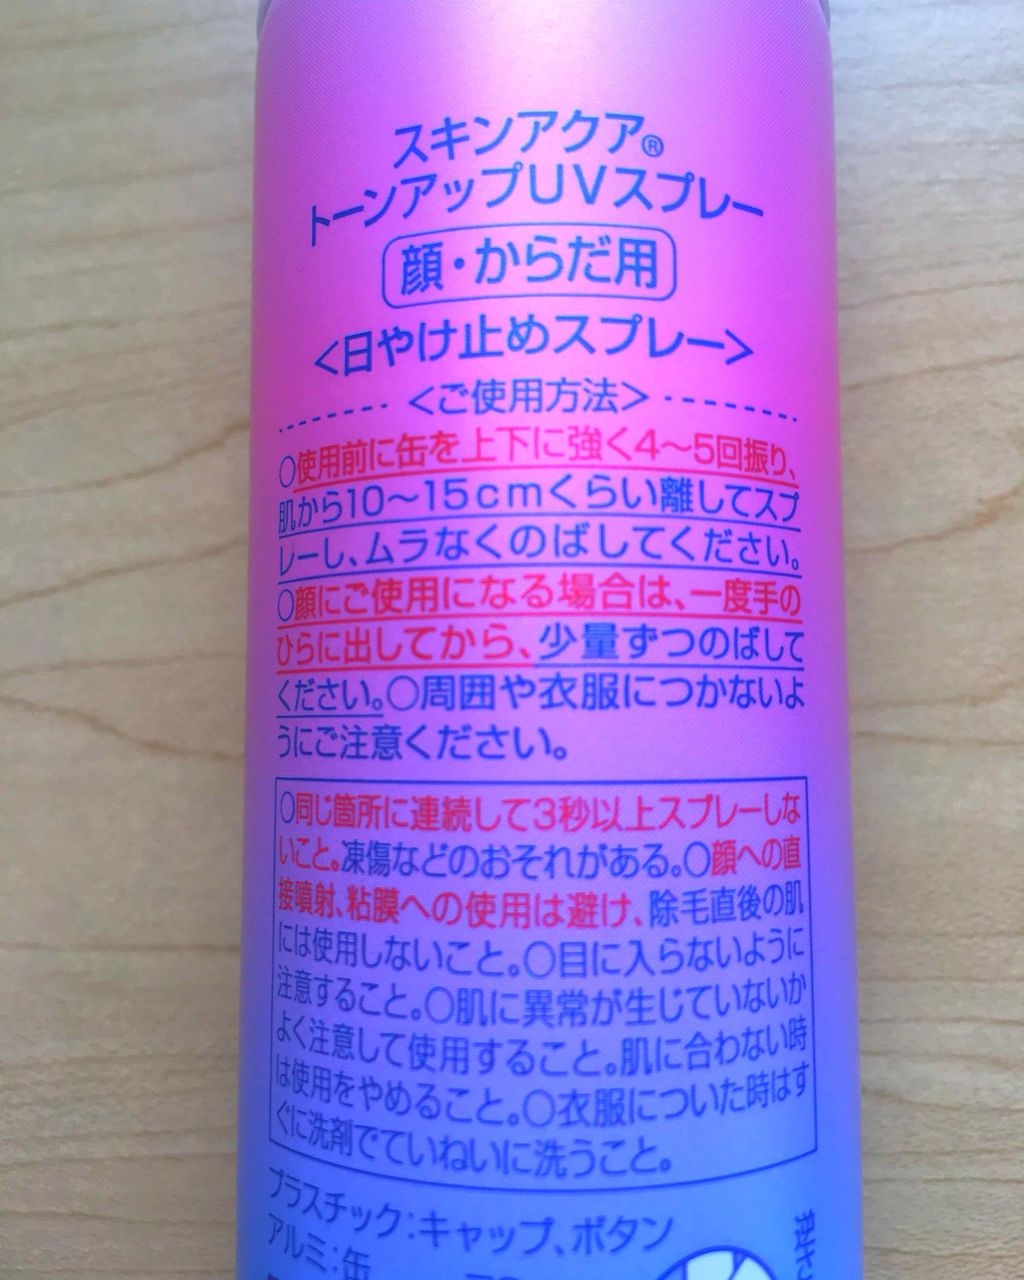 スキンアクア®
トーンアップUVスプレー
顔・からだ用
<日やけ止めスプレー>
<ご使用方法>
○使用前に缶を上下に強く4〜5回振り、
肌から10〜15cmくらい離してスプ
レーし、ムラなくのばしてください。
○顔にご使用になる場合は、一度手の
ひらに出してから、少量ずつのばして
ください。○周囲や衣服につかないよ
うにご注意ください。
○同じ箇所に連続して3秒以上スプレーしな
いこと。凍傷などのおそれがある。○顔への直
接噴射、粘膜への使用は避け、除毛直後の肌
には使用しないこと。○目に入らないように
注意すること。○肌に異常が生じていないか
よく注意して使用すること。肌に合わない時
は使用をやめること。○衣服についた時はす
ぐに洗剤でていねいに洗うこと。
プラスチック:キャップ、ボタン
アルミ:缶
逆さ